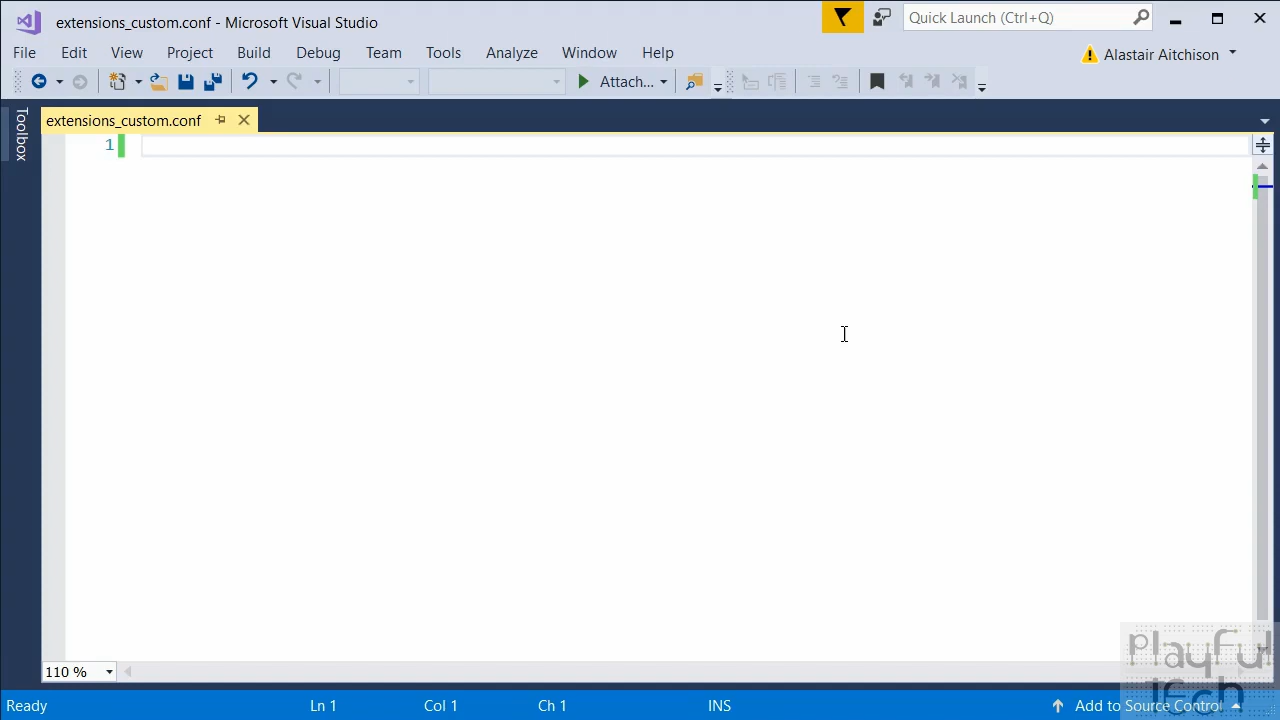 extensions_custom.conf - Microsoft Visual Studio
Quick Launch (Ctrl+Q)
File Edit View Project Build Debug Team Tools Analyze Window Help
Alastair Aitchison
Attach...
Toolbox
extensions_custom.conf
1
110 %
Playful
Tech
Ready
Ln 1
Col 1
Ch 1
INS
Add to Source Control